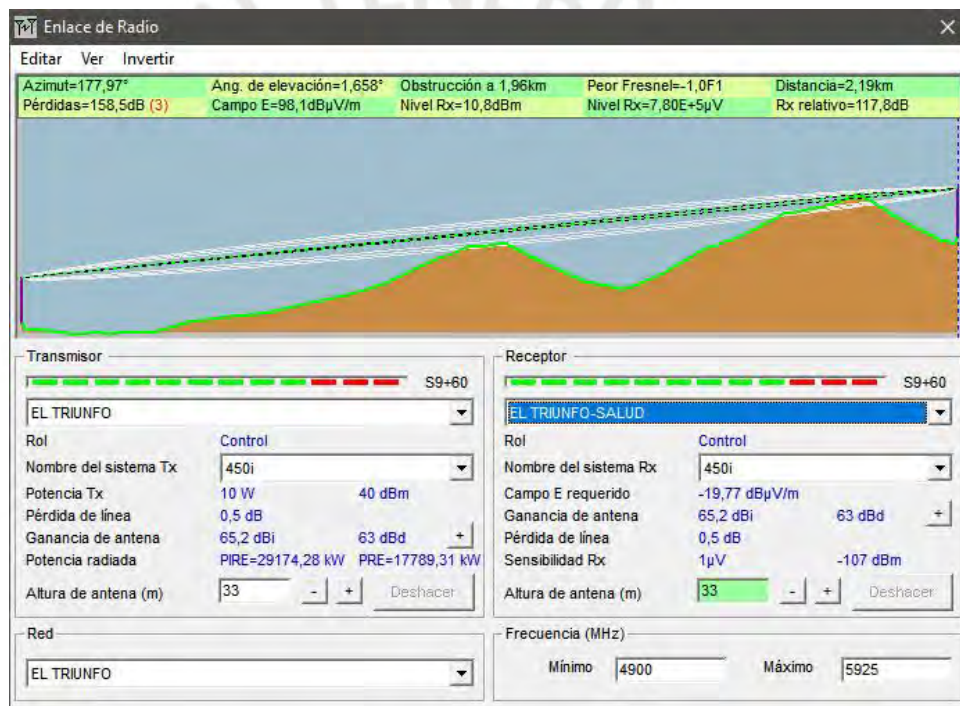 Enlace de Radio
Editar Ver Invertir
Azimut=177,97° Ang. de elevación=1,658° Obstrucción a 1,96km Peor Fresnel=-1,0F1 Distancia=2,19km
Pérdidas=158,5dB (3) Campo E=98,1dBµV/m Nivel Rx=10,8dBm Nivel Rx=7,80E+5µV Rx relativo=117,8dB
Transmisor
S9+60
EL TRIUNFO
Rol Control
Nombre del sistema Tx 450i
Potencia Tx 10 W 40 dBm
Pérdida de línea 0,5 dB
Ganancia de antena 65,2 dBi 63 dBd +
Potencia radiada PIRE=29174,28 kW PRE=17789,31 kW
Altura de antena (m) 33 - + Deshacer
Red
EL TRIUNFO
Receptor
S9+60
EL TRIUNFO-SALUD
Rol Control
Nombre del sistema Rx 450i
Campo E requerido -19,77 dBµV/m
Ganancia de antena 65,2 dBi 63 dBd +
Pérdida de línea 0,5 dB
Sensibilidad Rx 1µV -107 dBm
Altura de antena (m) 33 - + Deshacer
Frecuencia (MHz)
Mínimo 4900 Máximo 5925